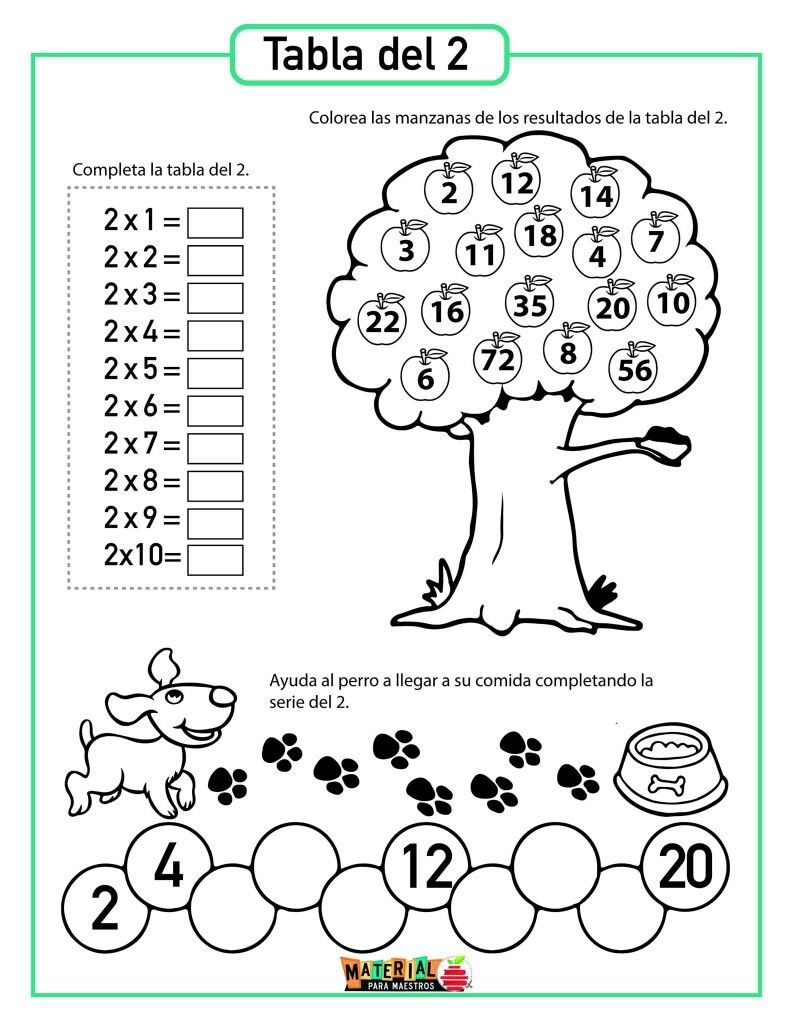 Tabla del 2
Colorea las manzanas de los resultados de la tabla del 2.
Completa la tabla del 2.
2 x 1 =
2 x 2 =
2 x 3 =
2 x 4 =
2 x 5 =
2 x 6 =
2 x 7 =
2 x 8 =
2 x 9 =
2x10=
2 12 14
3 11 18 4 7
22 16 35 20 10
6 72 8 56
Ayuda al perro a llegar a su comida completando la
serie del 2.
2 4 12 20
MATERIAL
PARA MAESTROS